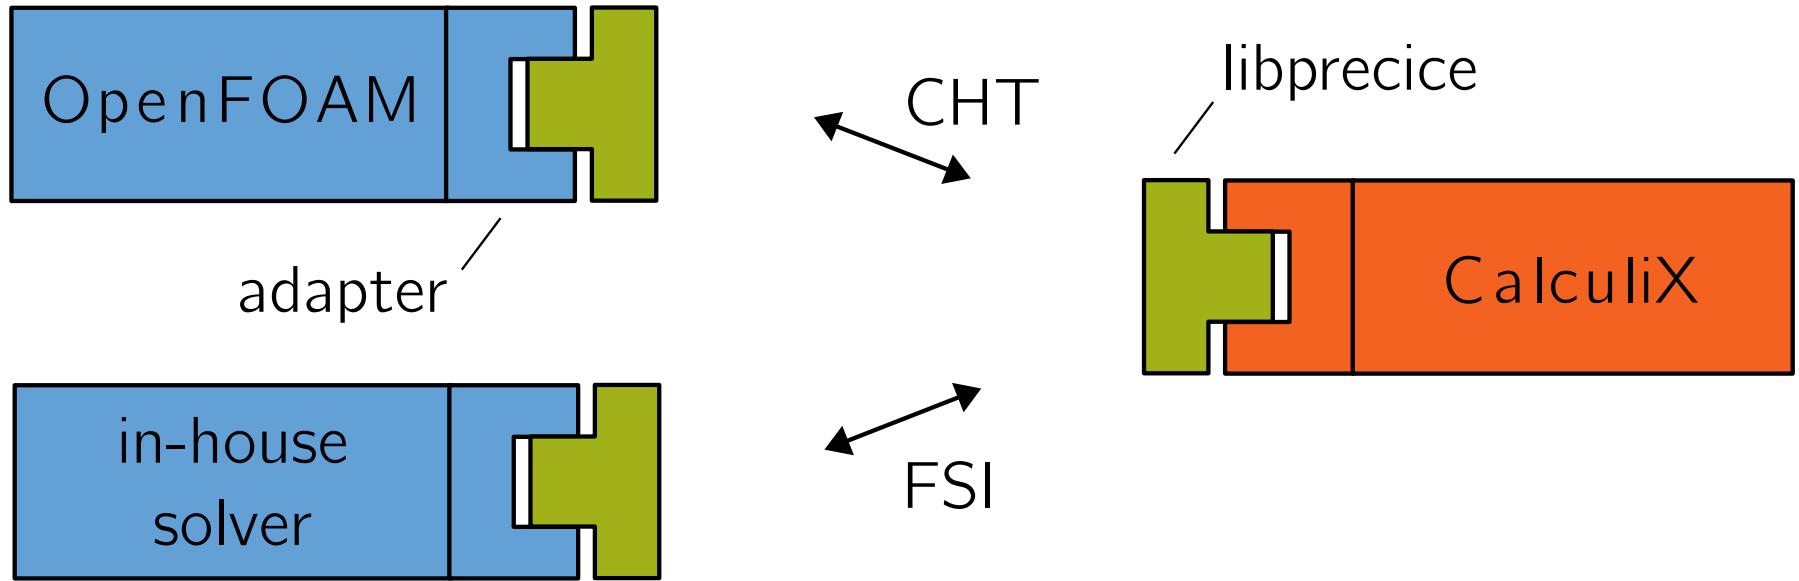 OpenFOAM
CHT
libprecice
adapter
CalculiX
in-house
solver
FSI